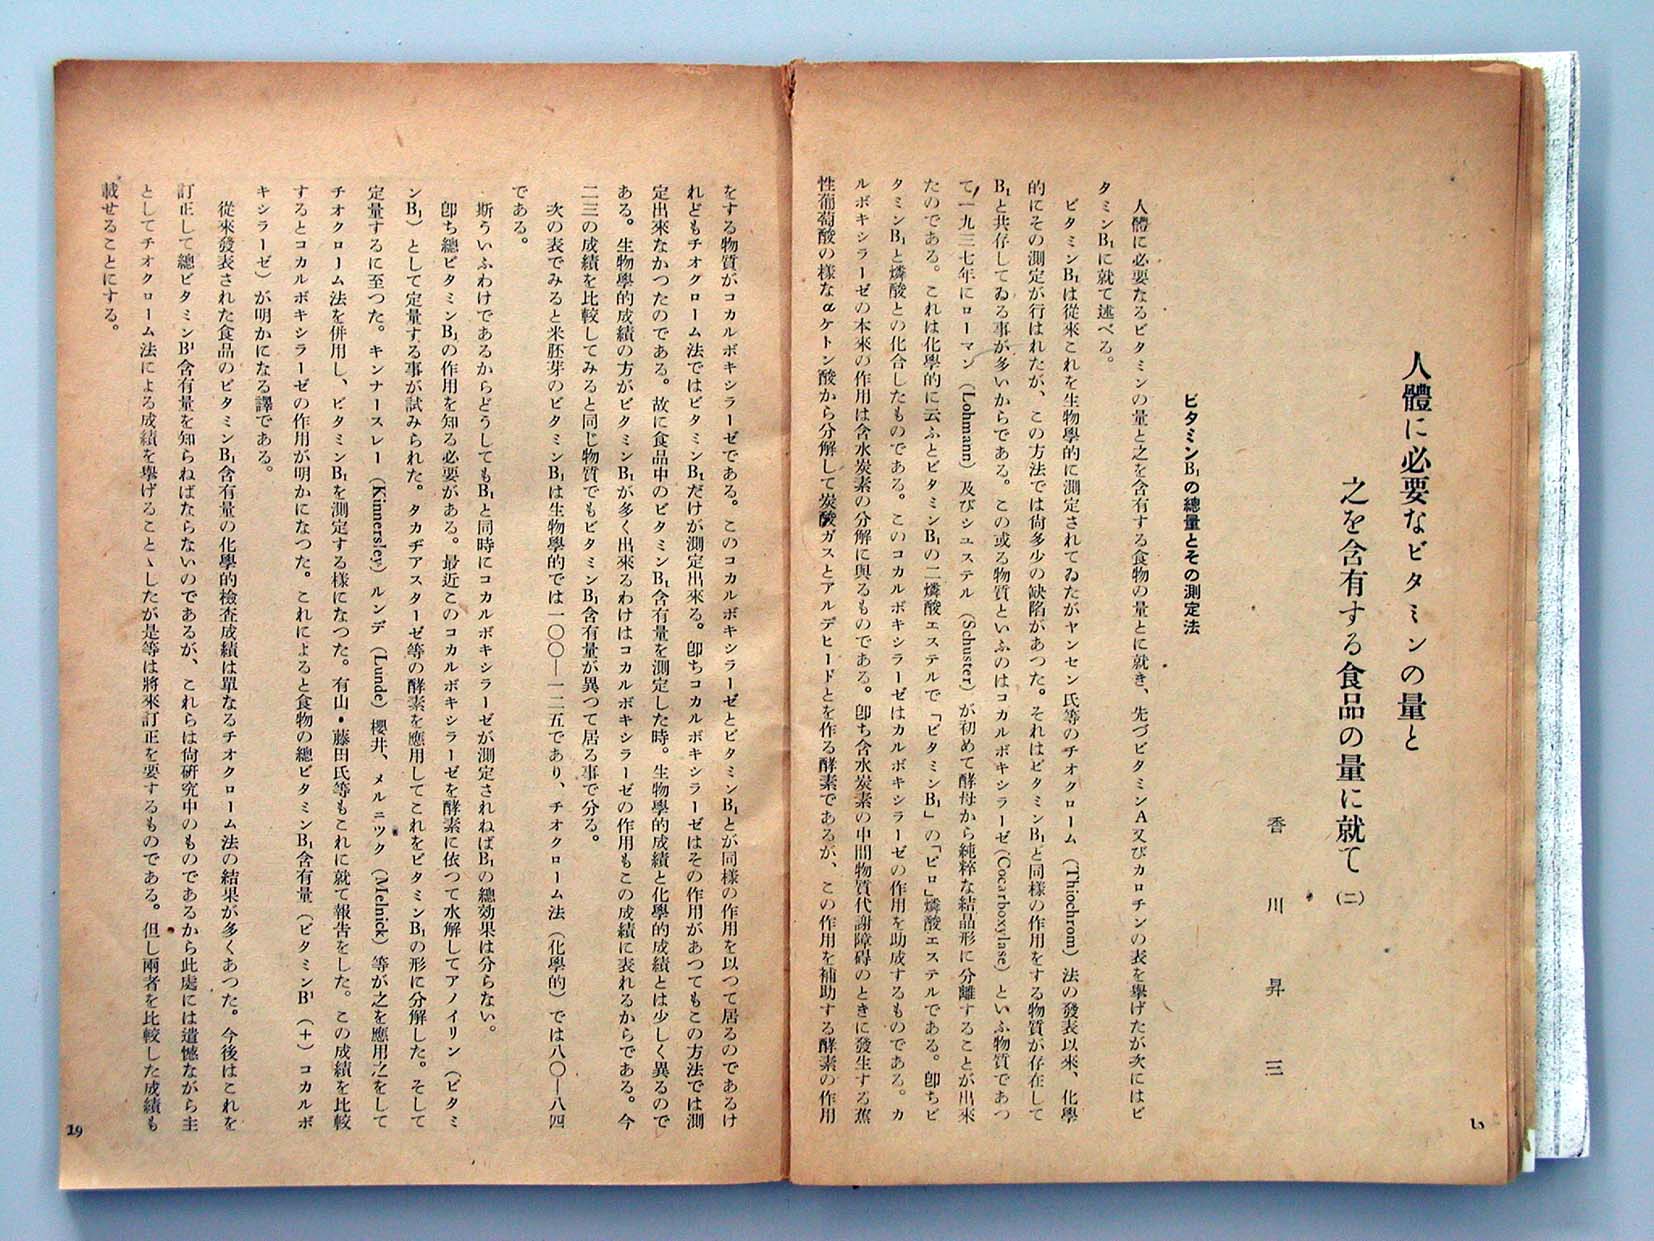 人體に必要なビタミンの量と
之を含有する食品の量に就て(二)
香川昇三
ビタミンB₁の總量とその測定法
人體に必要なるビタミンの量と之を含有する食物の量とに就き、先づビタミンA又びカロチンの表を擧げたが次にはビ
タミンB₁に就て述べる。
ビタミンB₁は從來これを生物學的に測定されてゐたがヤンセン氏等のチオクローム(Thiochrom)法の發表以來、化學
的にその測定が行はれたが、この方法では尙多少の缺陷があつた。それはビタミンB₁と同樣の作用をする物質が存在して
B₁と共存してゐる事が多いからである。この或る物質といふのはコカルボキシラーゼ(Cocarboxylase)といふ物質であつ
て、一九三七年にローマン(Lohmann)及びシユステル(Schuster)が初めて酵母から純粹な結晶形に分離することが出來
たのである。これは化學的に云ふとビタミンB₁の二燐酸エステルで「ビタミンB₁」の「ピロ」燐酸エステルである。卽ちビ
タミンB₁と燐酸との化合したものである。このコカルボキシラーゼはカルボキシラーゼの作用を助成するものである。カ
ルボキシラーゼの本來の作用は含水炭素の分解に與るものである。卽ち含水炭素の中間物質代謝障碍のときに發生する焦
性葡萄酸の樣なαケトン酸から分解して炭酸ガスとアルデヒードとを作る酵素であるが、この作用を補助する酵素の作用
をする物質がコカルボキシラーゼである。このコカルボキシラーゼとビタミンB₁とが同樣の作用を以つて居るのであるけ
れどもチオグローム法ではビタミンB₁だけが測定出來る。卽ちコカルボキシラーゼはその作用があつてもこの方法では測
定出來なかつたのである。故に食品中のビタミンB₁含有量を測定した時。生物學的成績と化學的成績とは少しく異るので
ある。生物學的成績の方がビタミンB₁が多く出來るわけはコカルボキシラーゼの作用もこの成績に表れるからである。今
二三の成績を比較してみると同じ物質でもビタミンB₁含有量が異つて居る事で分る。
次の表でみると米胚芽のビタミンB₁は生物學的では一〇〇―一二五であり、チオクローム法(化學的)では八〇―八四
である。
斯ういふわけであるからどうしてもB₁と同時にコカルボキシラーゼが測定されねばB₁の總効果は分らない。
卽ち總ビタミンB₁の作用を知る必要がある。最近このコカルボキシラーゼを酵素に依つて水解してアノイリン(ビタミ
ンB₁)として定量する事が試みられた。タカヂアスターゼ等の酵素を應用してこれをビタミンB₁の形に分解した。そして
定量するに至つた。キンナースレー(Kinnersley)ルンデ(Lunde)櫻井、メルニツク(Melnick)等が之を應用之をして
チオクローム法を併用し、ビタミンB₁を測定する樣になつた。有山・藤田氏等もこれに就て報告をした。この成績を比較
するとコカルボキシラーゼの作用が明かになつた。これによると食物の總ビタミンB₁含有量(ビタミンB¹(+)コカルボ
キシラーゼ)が明かになる譯である。
從來發表された食品のビタミンB₁含有量の化學的檢査成績は單なるチオクローム法の結果が多くあつた。今後はこれを
訂正して總ビタミンB¹含有量を知らねばならないのであるが、これらは尙硏究中のものであるから此處には遺憾ながら主
としてチオクローム法による成績を擧げることゝしたが是等は將來訂正を要するものである。但し兩者を比較した成績も
載せることにする。
19